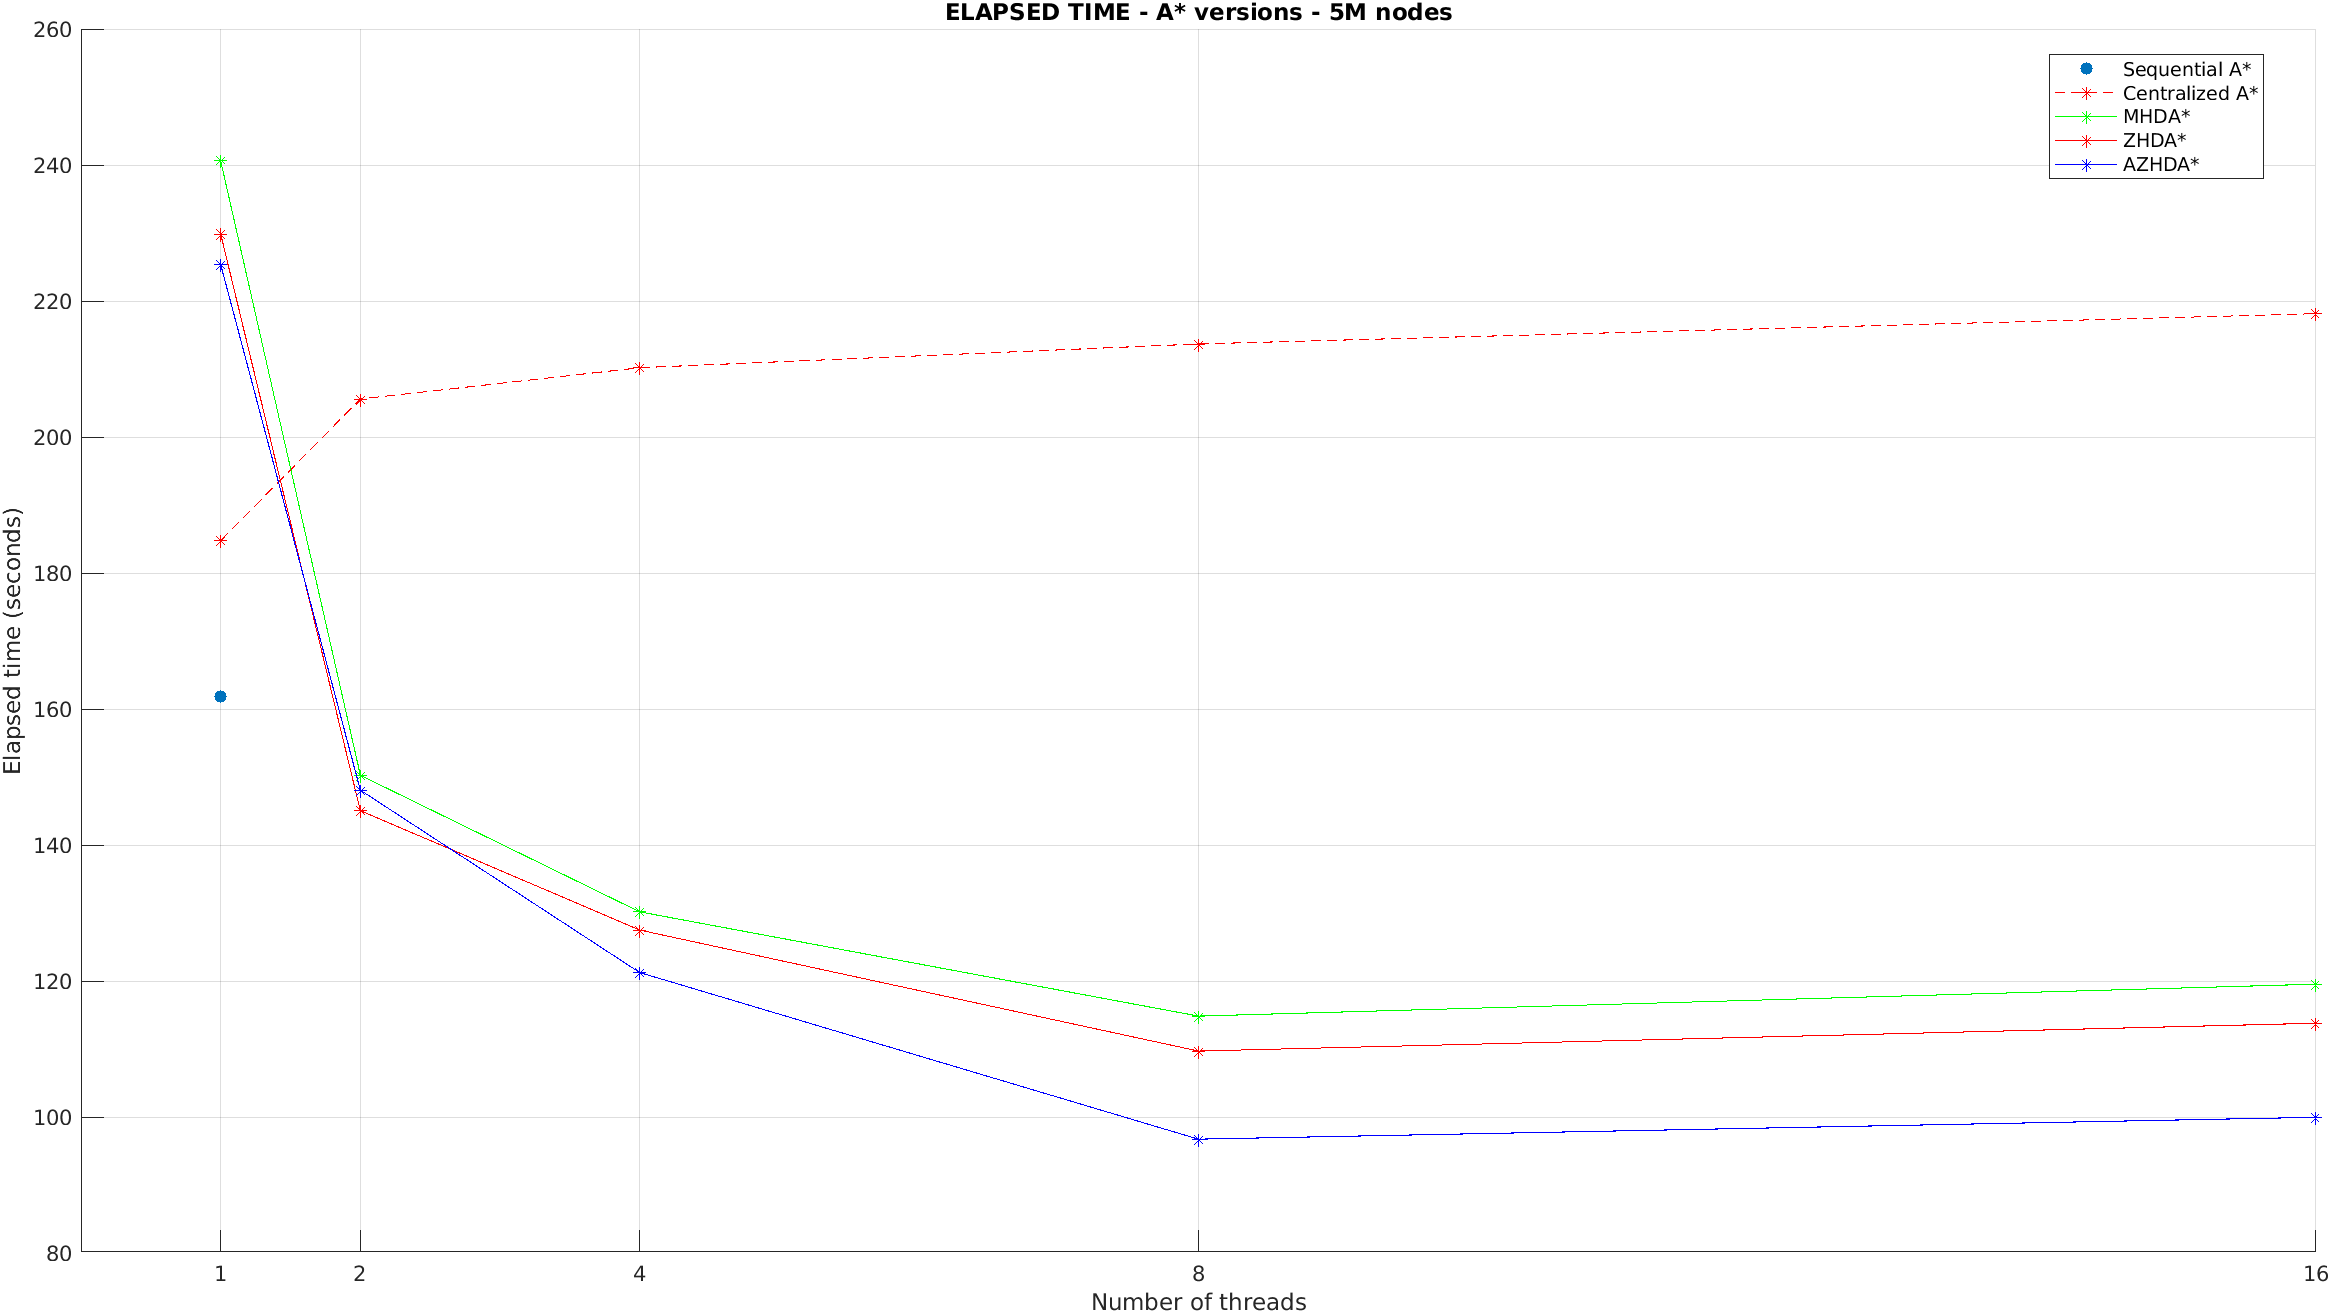 ELAPSED TIME - A* versions - 5M nodes
260
240
220
200
180
160
140
120
100
80
Elapsed time (seconds)
Sequential A*
Centralized A*
MHDA*
ZHDA*
AZHDA*
1 2 4 8 16
Number of threads